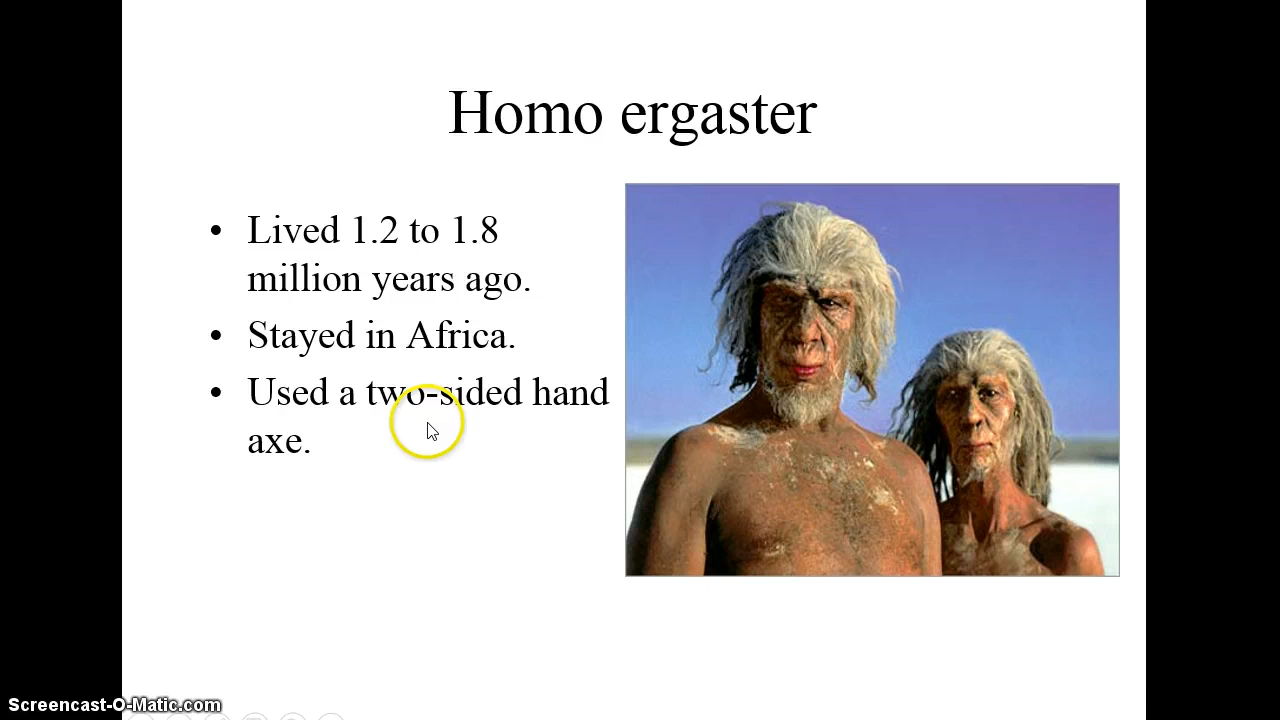 Homo ergaster
• Lived 1.2 to 1.8
million years ago.
• Stayed in Africa.
• Used a two-sided hand
axe.
Screencast-O-Matic.com